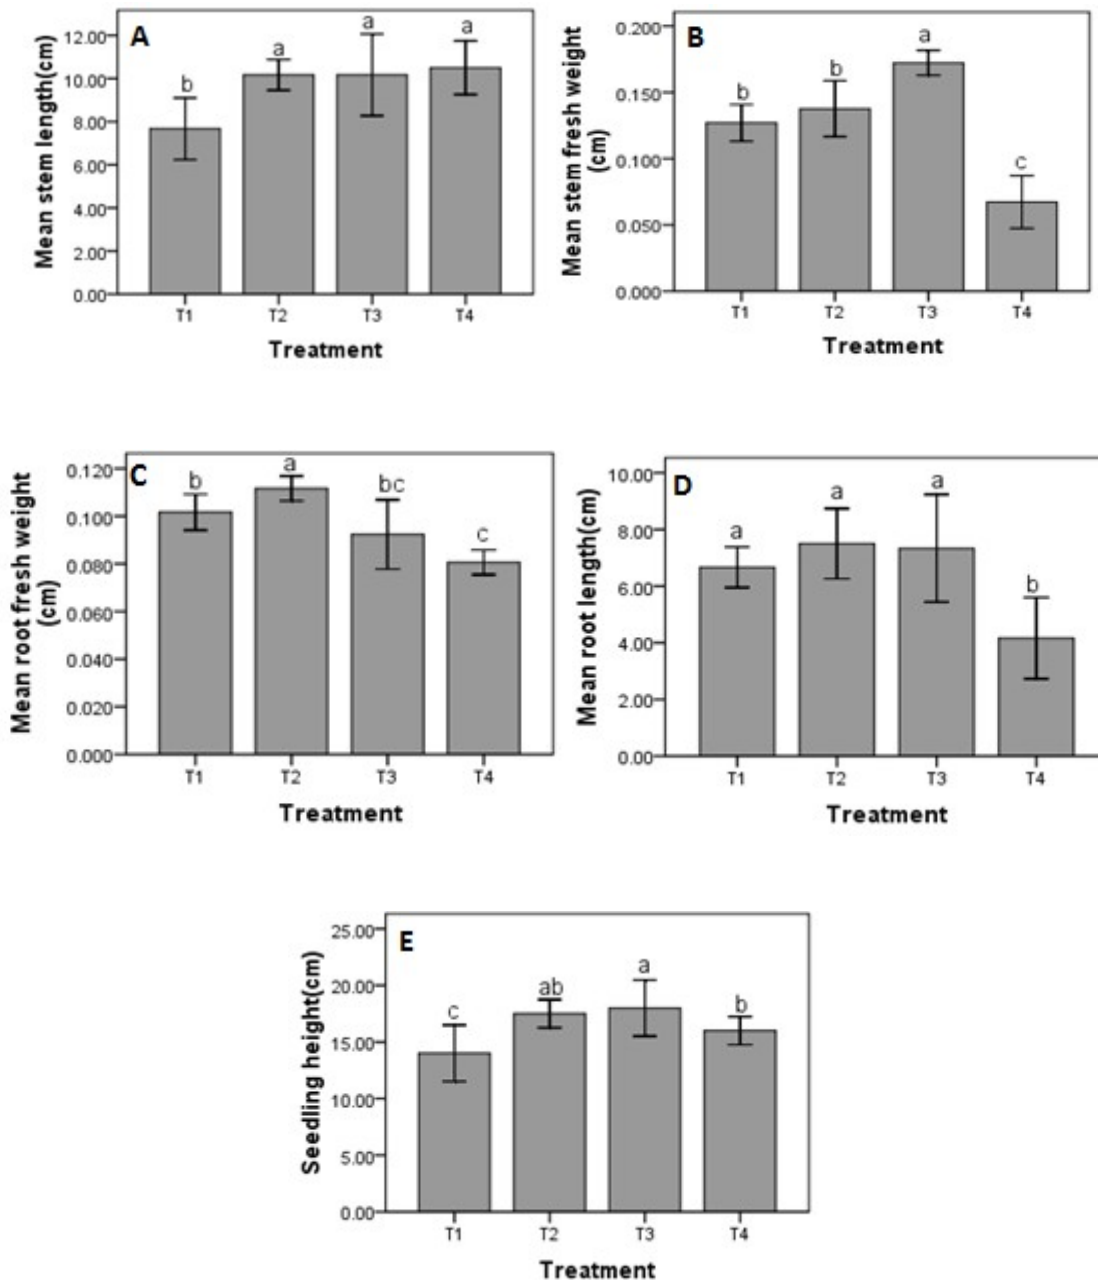 A
Mean stem length(cm)
12.00
10.00
8.00
6.00
4.00
2.00
0.00
b
a
a
a
T1 T2 T3 T4
Treatment
B
Mean stem fresh weight
(cm)
0.200
0.150
0.100
0.050
0.000
b
b
a
c
T1 T2 T3 T4
Treatment
C
Mean root fresh weight
(cm)
0.120
0.100
0.080
0.060
0.040
0.020
0.000
b
a
bc
c
T1 T2 T3 T4
Treatment
D
Mean root length(cm)
10.00
8.00
6.00
4.00
2.00
0.00
a
a
a
b
T1 T2 T3 T4
Treatment
E
Seedling height(cm)
25.00
20.00
15.00
10.00
5.00
0.00
c
ab
a
b
T1 T2 T3 T4
Treatment